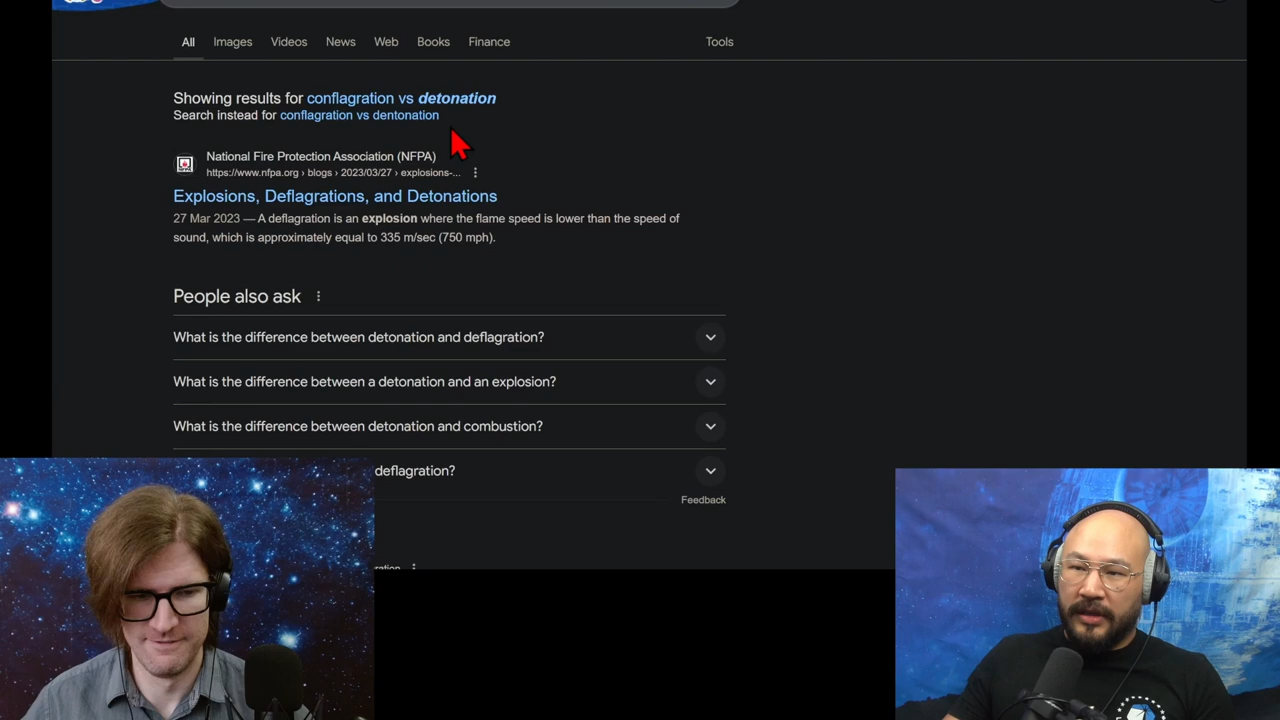 All Images Videos News Web Books Finance Tools
Showing results for conflagration vs detonation
Search instead for conflagration vs dentonation
National Fire Protection Association (NFPA)
https://www.nfpa.org › blogs › 2023/03/27 › explosions-...
Explosions, Deflagrations, and Detonations
27 Mar 2023 — A deflagration is an explosion where the flame speed is lower than the speed of
sound, which is approximately equal to 335 m/sec (750 mph).
People also ask
What is the difference between detonation and deflagration?
What is the difference between a detonation and an explosion?
What is the difference between detonation and combustion?
deflagration?
Feedback